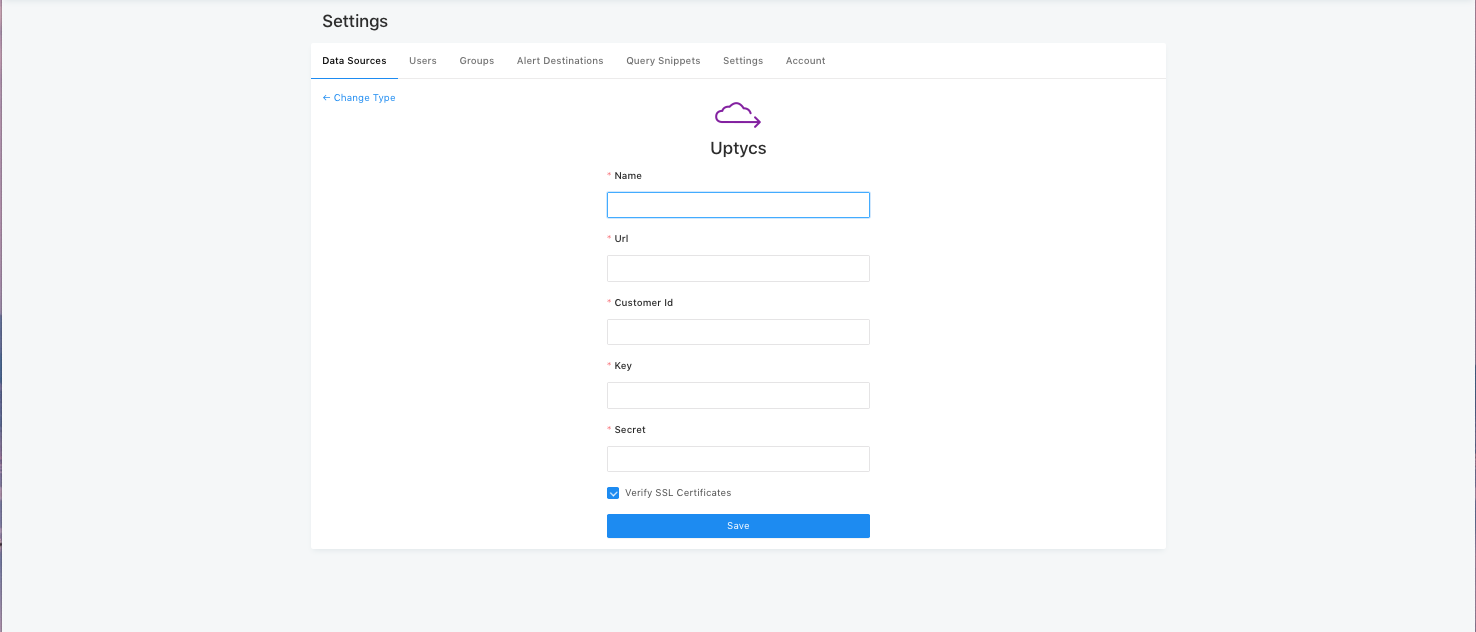 Settings
Data Sources Users Groups Alert Destinations Query Snippets Settings Account
← Change Type
Uptycs
* Name
* Url
* Customer Id
* Key
* Secret
Verify SSL Certificates
Save